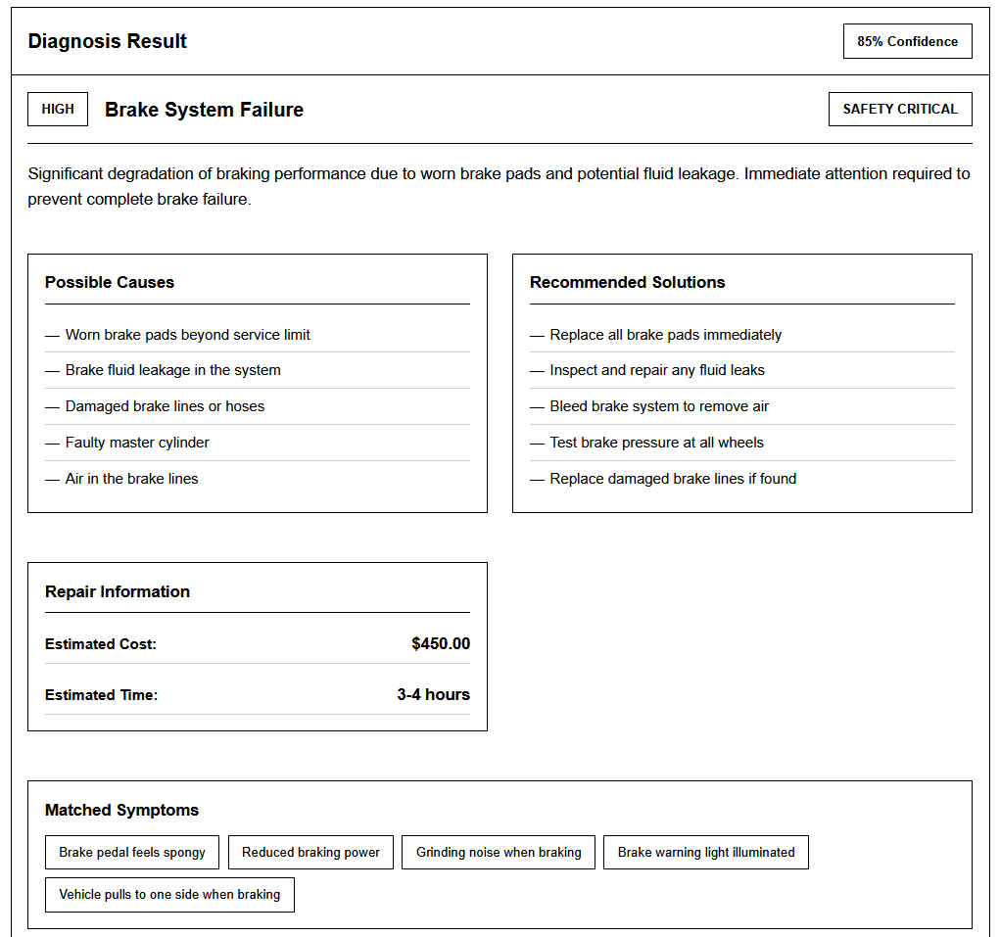 Diagnosis Result
85% Confidence
HIGH
Brake System Failure
SAFETY CRITICAL
Significant degradation of braking performance due to worn brake pads and potential fluid leakage. Immediate attention required to
prevent complete brake failure.
Possible Causes
— Worn brake pads beyond service limit
— Brake fluid leakage in the system
— Damaged brake lines or hoses
— Faulty master cylinder
— Air in the brake lines
Recommended Solutions
— Replace all brake pads immediately
— Inspect and repair any fluid leaks
— Bleed brake system to remove air
— Test brake pressure at all wheels
— Replace damaged brake lines if found
Repair Information
Estimated Cost:
$450.00
Estimated Time:
3-4 hours
Matched Symptoms
Brake pedal feels spongy
Reduced braking power
Grinding noise when braking
Brake warning light illuminated
Vehicle pulls to one side when braking